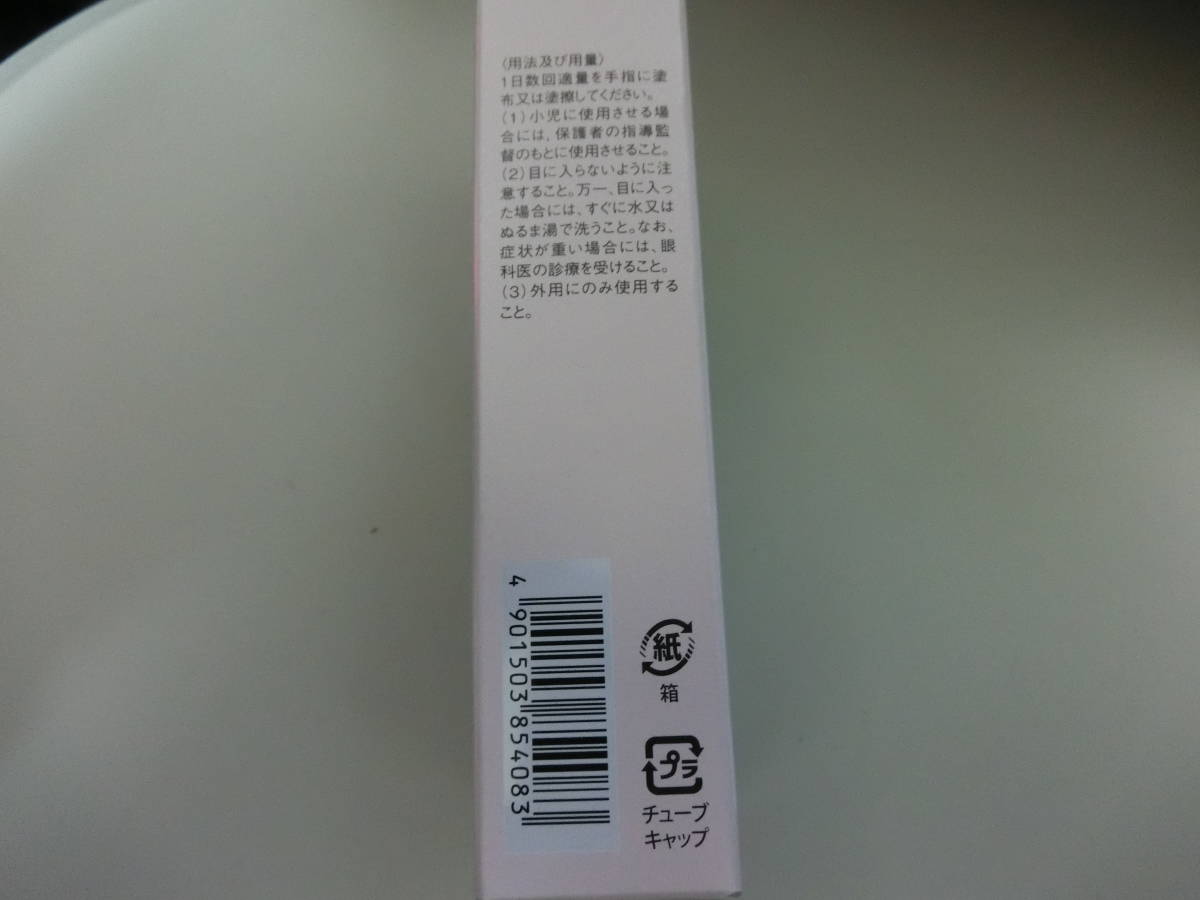 〈用法及び用量〉
1日数回適量を手指に塗
布又は塗擦してください。
(1)小児に使用させる場
合には、保護者の指導監
督のもとに使用させること。
(2)目に入らないように注
意すること。万一、目に入っ
た場合には、すぐに水又は
ぬるま湯で洗うこと。なお、
症状が重い場合には、眼
科医の診療を受けること。
(3)外用にのみ使用する
こと。
4 901503 854083
紙
箱
プラ
チューブ
キャップ